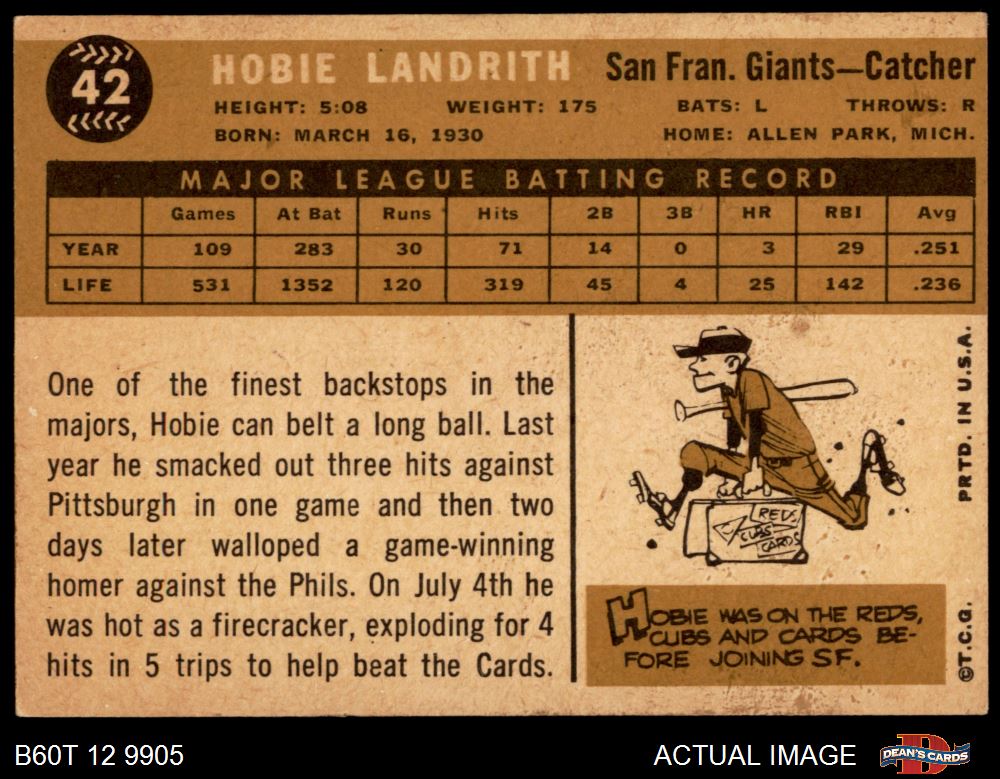 42
HOBIE LANDRITH San Fran. Giants—Catcher
HEIGHT: 5:08 WEIGHT: 175 BATS: L THROWS: R
BORN: MARCH 16, 1930 HOME: ALLEN PARK, MICH.
MAJOR LEAGUE BATTING RECORD
Games At Bat Runs Hits 2B 3B HR RBI Avg
YEAR 109 283 30 71 14 0 3 29 .251
LIFE 531 1352 120 319 45 4 25 142 .236
One of the finest backstops in the
majors, Hobie can belt a long ball. Last
year he smacked out three hits against
Pittsburgh in one game and then two
days later walloped a game-winning
homer against the Phils. On July 4th he
was hot as a firecracker, exploding for 4
hits in 5 trips to help beat the Cards.
REDS
CUBS
CARDS
HOBIE WAS ON THE REDS,
CUBS AND CARDS BE-
FORE JOINING SF.
PRTD. IN U.S.A.
©T.C.G.
B60T 12 9905 ACTUAL IMAGE DEAN'S CARDS